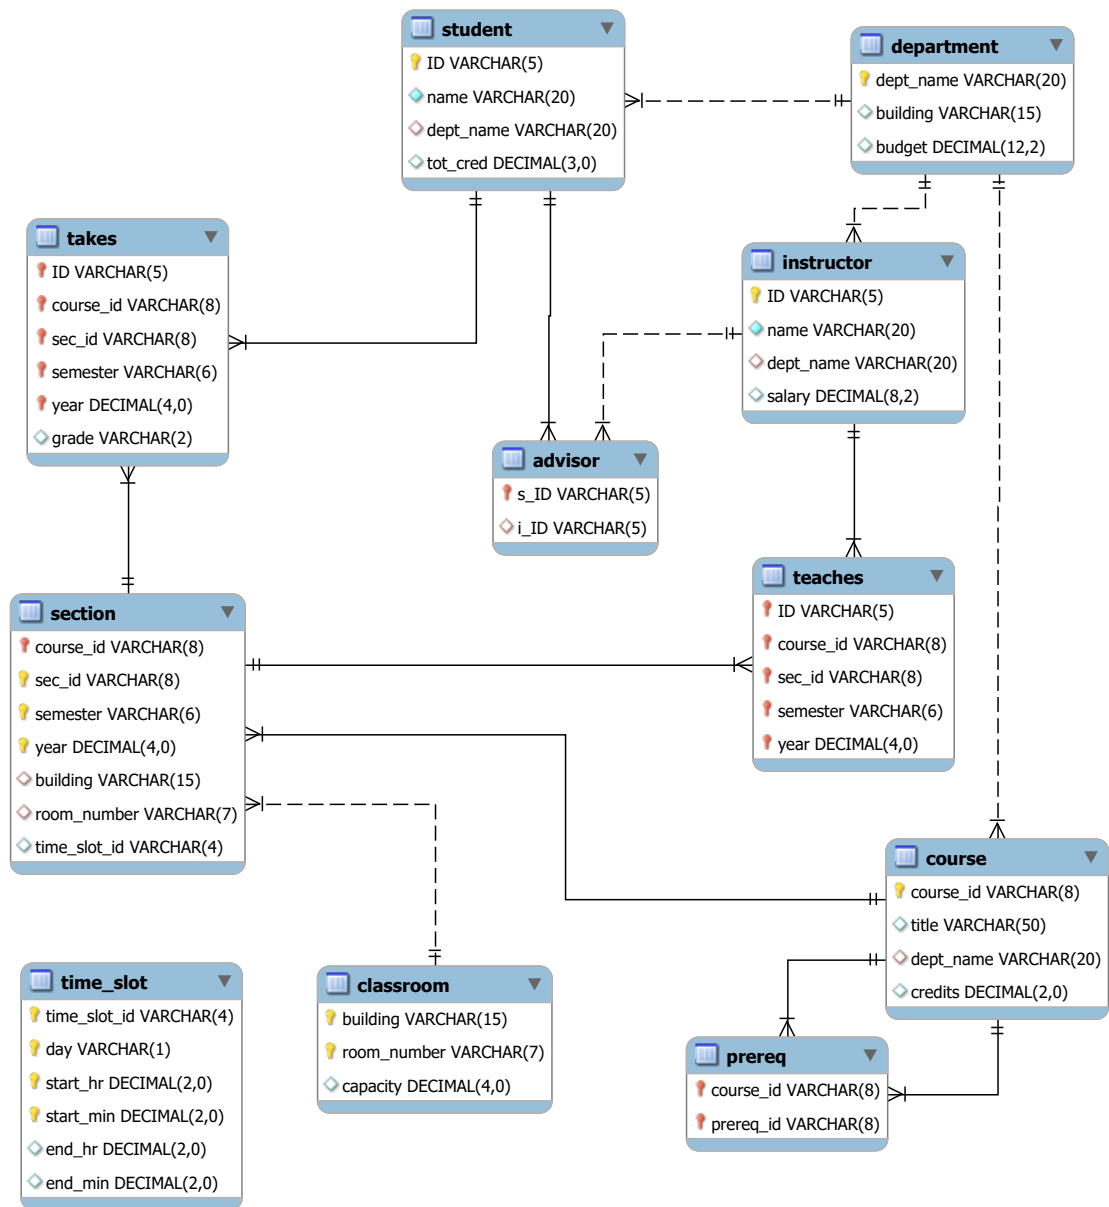 student
ID VARCHAR(5)
name VARCHAR(20)
dept_name VARCHAR(20)
tot_cred DECIMAL(3,0)
department
dept_name VARCHAR(20)
building VARCHAR(15)
budget DECIMAL(12,2)
takes
ID VARCHAR(5)
course_id VARCHAR(8)
sec_id VARCHAR(8)
semester VARCHAR(6)
year DECIMAL(4,0)
grade VARCHAR(2)
instructor
ID VARCHAR(5)
name VARCHAR(20)
dept_name VARCHAR(20)
salary DECIMAL(8,2)
advisor
s_ID VARCHAR(5)
i_ID VARCHAR(5)
teaches
ID VARCHAR(5)
course_id VARCHAR(8)
sec_id VARCHAR(8)
semester VARCHAR(6)
year DECIMAL(4,0)
section
course_id VARCHAR(8)
sec_id VARCHAR(8)
semester VARCHAR(6)
year DECIMAL(4,0)
building VARCHAR(15)
room_number VARCHAR(7)
time_slot_id VARCHAR(4)
course
course_id VARCHAR(8)
title VARCHAR(50)
dept_name VARCHAR(20)
credits DECIMAL(2,0)
time_slot
time_slot_id VARCHAR(4)
day VARCHAR(1)
start_hr DECIMAL(2,0)
start_min DECIMAL(2,0)
end_hr DECIMAL(2,0)
end_min DECIMAL(2,0)
classroom
building VARCHAR(15)
room_number VARCHAR(7)
capacity DECIMAL(4,0)
prereq
course_id VARCHAR(8)
prereq_id VARCHAR(8)